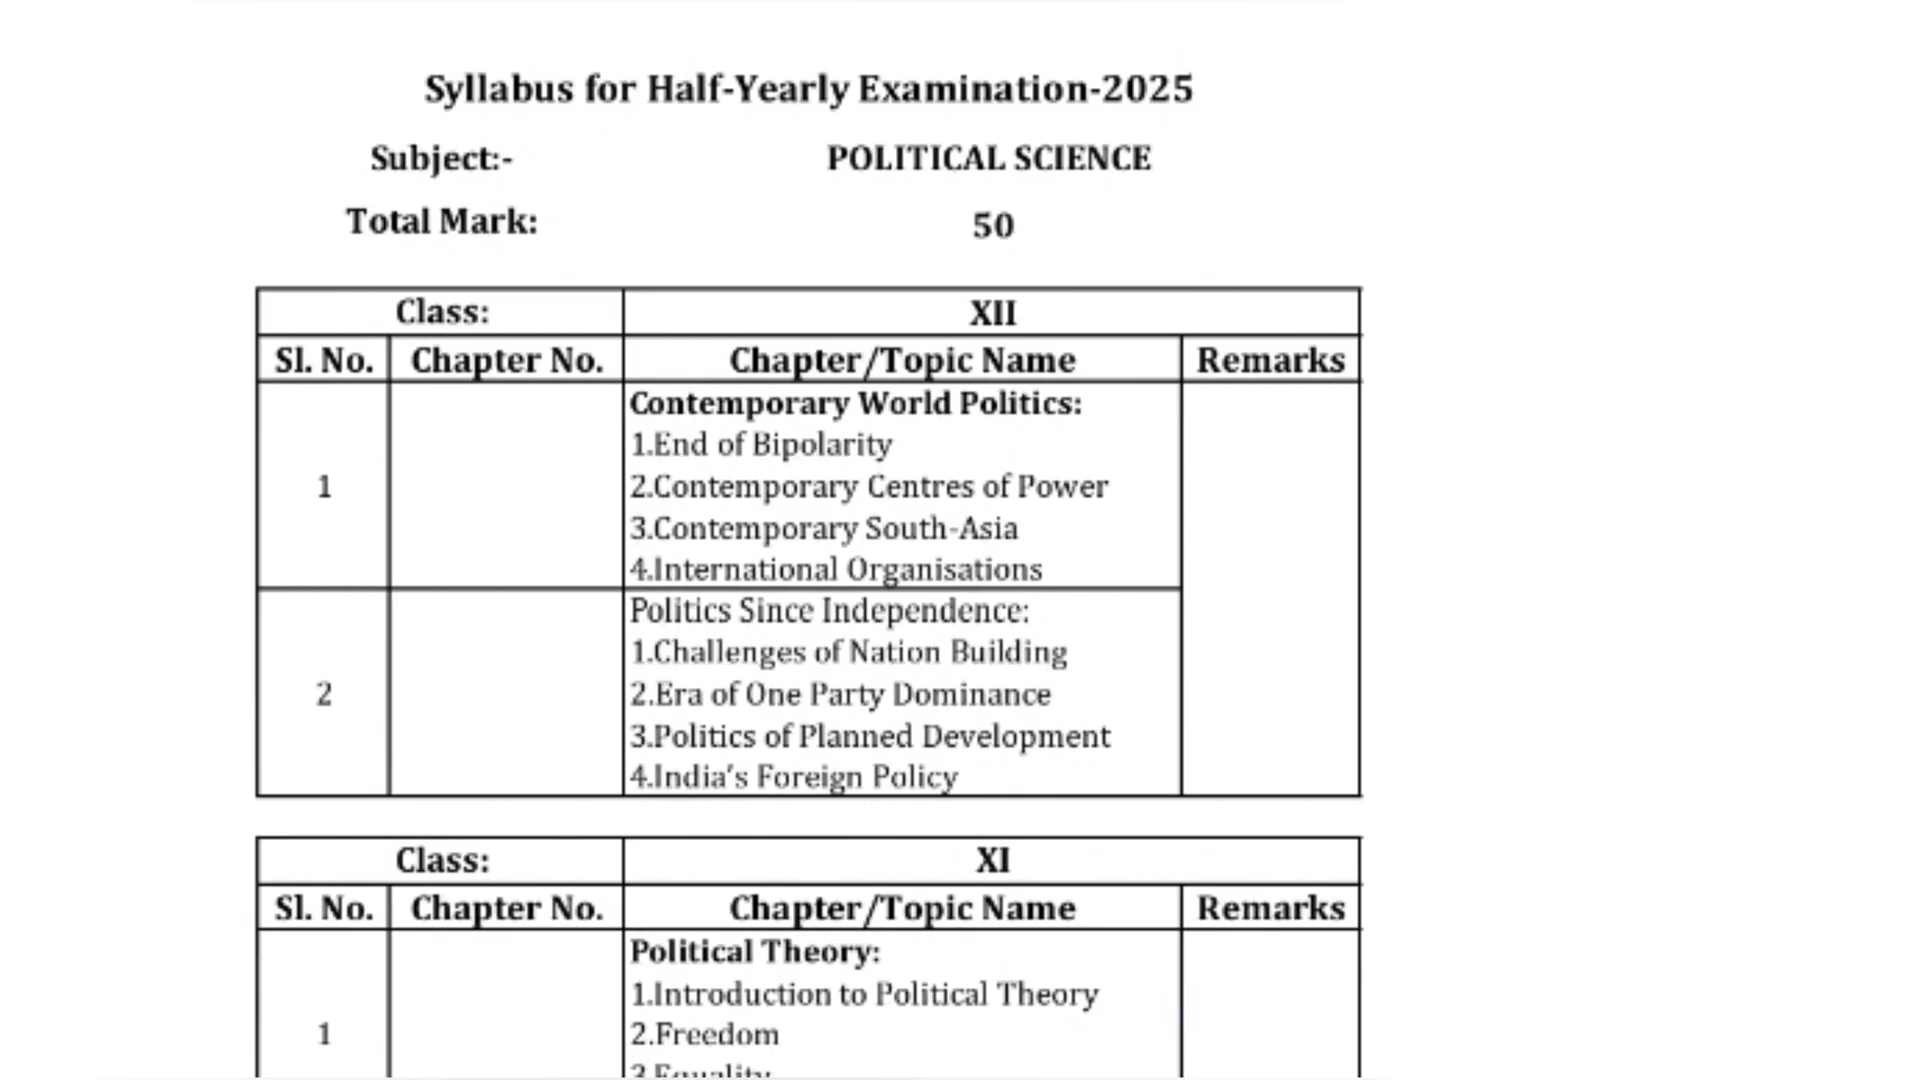 Syllabus for Half-Yearly Examination-2025
Subject:- POLITICAL SCIENCE
Total Mark: 50
Class: XII
Sl. No. Chapter No. Chapter/Topic Name Remarks
Contemporary World Politics:
1.End of Bipolarity
1 2.Contemporary Centres of Power
3.Contemporary South-Asia
4.International Organisations
Politics Since Independence:
1.Challenges of Nation Building
2 2.Era of One Party Dominance
3.Politics of Planned Development
4.India’s Foreign Policy
Class: XI
Sl. No. Chapter No. Chapter/Topic Name Remarks
Political Theory:
1.Introduction to Political Theory
1 2.Freedom
3.Equality